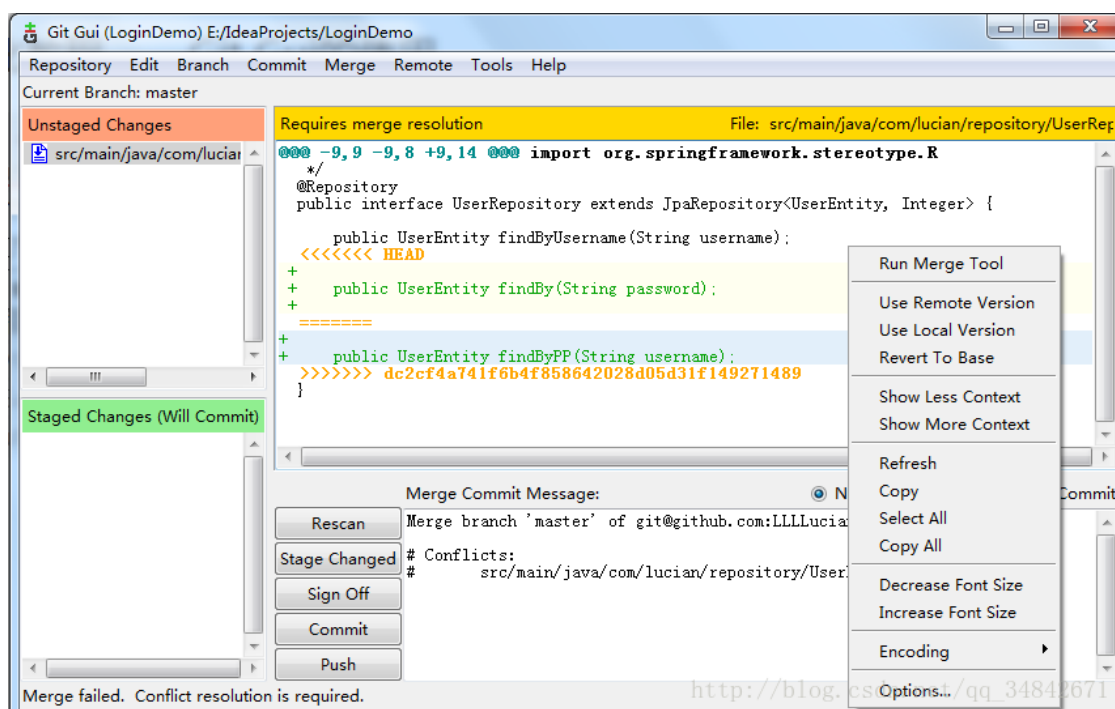 Git Gui (LoginDemo) E:/IdeaProjects/LoginDemo
Repository Edit Branch Commit Merge Remote Tools Help
Current Branch: master
Unstaged Changes
src/main/java/com/lucian
Requires merge resolution File: src/main/java/com/lucian/repository/UserRep
@@@ -9,9 -9,8 +9,14 @@@ import org.springframework.stereotype.R
*/
@Repository
public interface UserRepository extends JpaRepository<UserEntity, Integer> {
public UserEntity findByUsername(String username);
<<<<<<< HEAD
+
+ public UserEntity findBy(String password);
+
=======
+
+ public UserEntity findByPP(String username);
>>>>>>> dc2cf4a741f6b4f858642028d05d31f149271489
}
Run Merge Tool
Use Remote Version
Use Local Version
Revert To Base
Show Less Context
Show More Context
Refresh
Copy
Select All
Copy All
Decrease Font Size
Increase Font Size
Encoding
Options...
Staged Changes (Will Commit)
Merge Commit Message: N Commit
Rescan
Stage Changed
Sign Off
Commit
Push
Merge branch 'master' of git@github.com:LLLLucia
# Conflicts:
# src/main/java/com/lucian/repository/User
Merge failed. Conflict resolution is required.